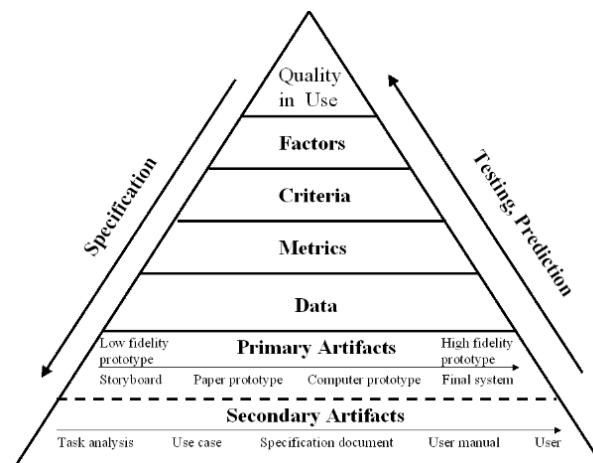 Quality
in Use
Factors
Criteria
Metrics
Data
Specification
Testing, Prediction
Low fidelity
prototype
Primary Artifacts
High fidelity
prototype
Storyboard Paper prototype Computer prototype Final system
Secondary Artifacts
Task analysis Use case Specification document User manual User